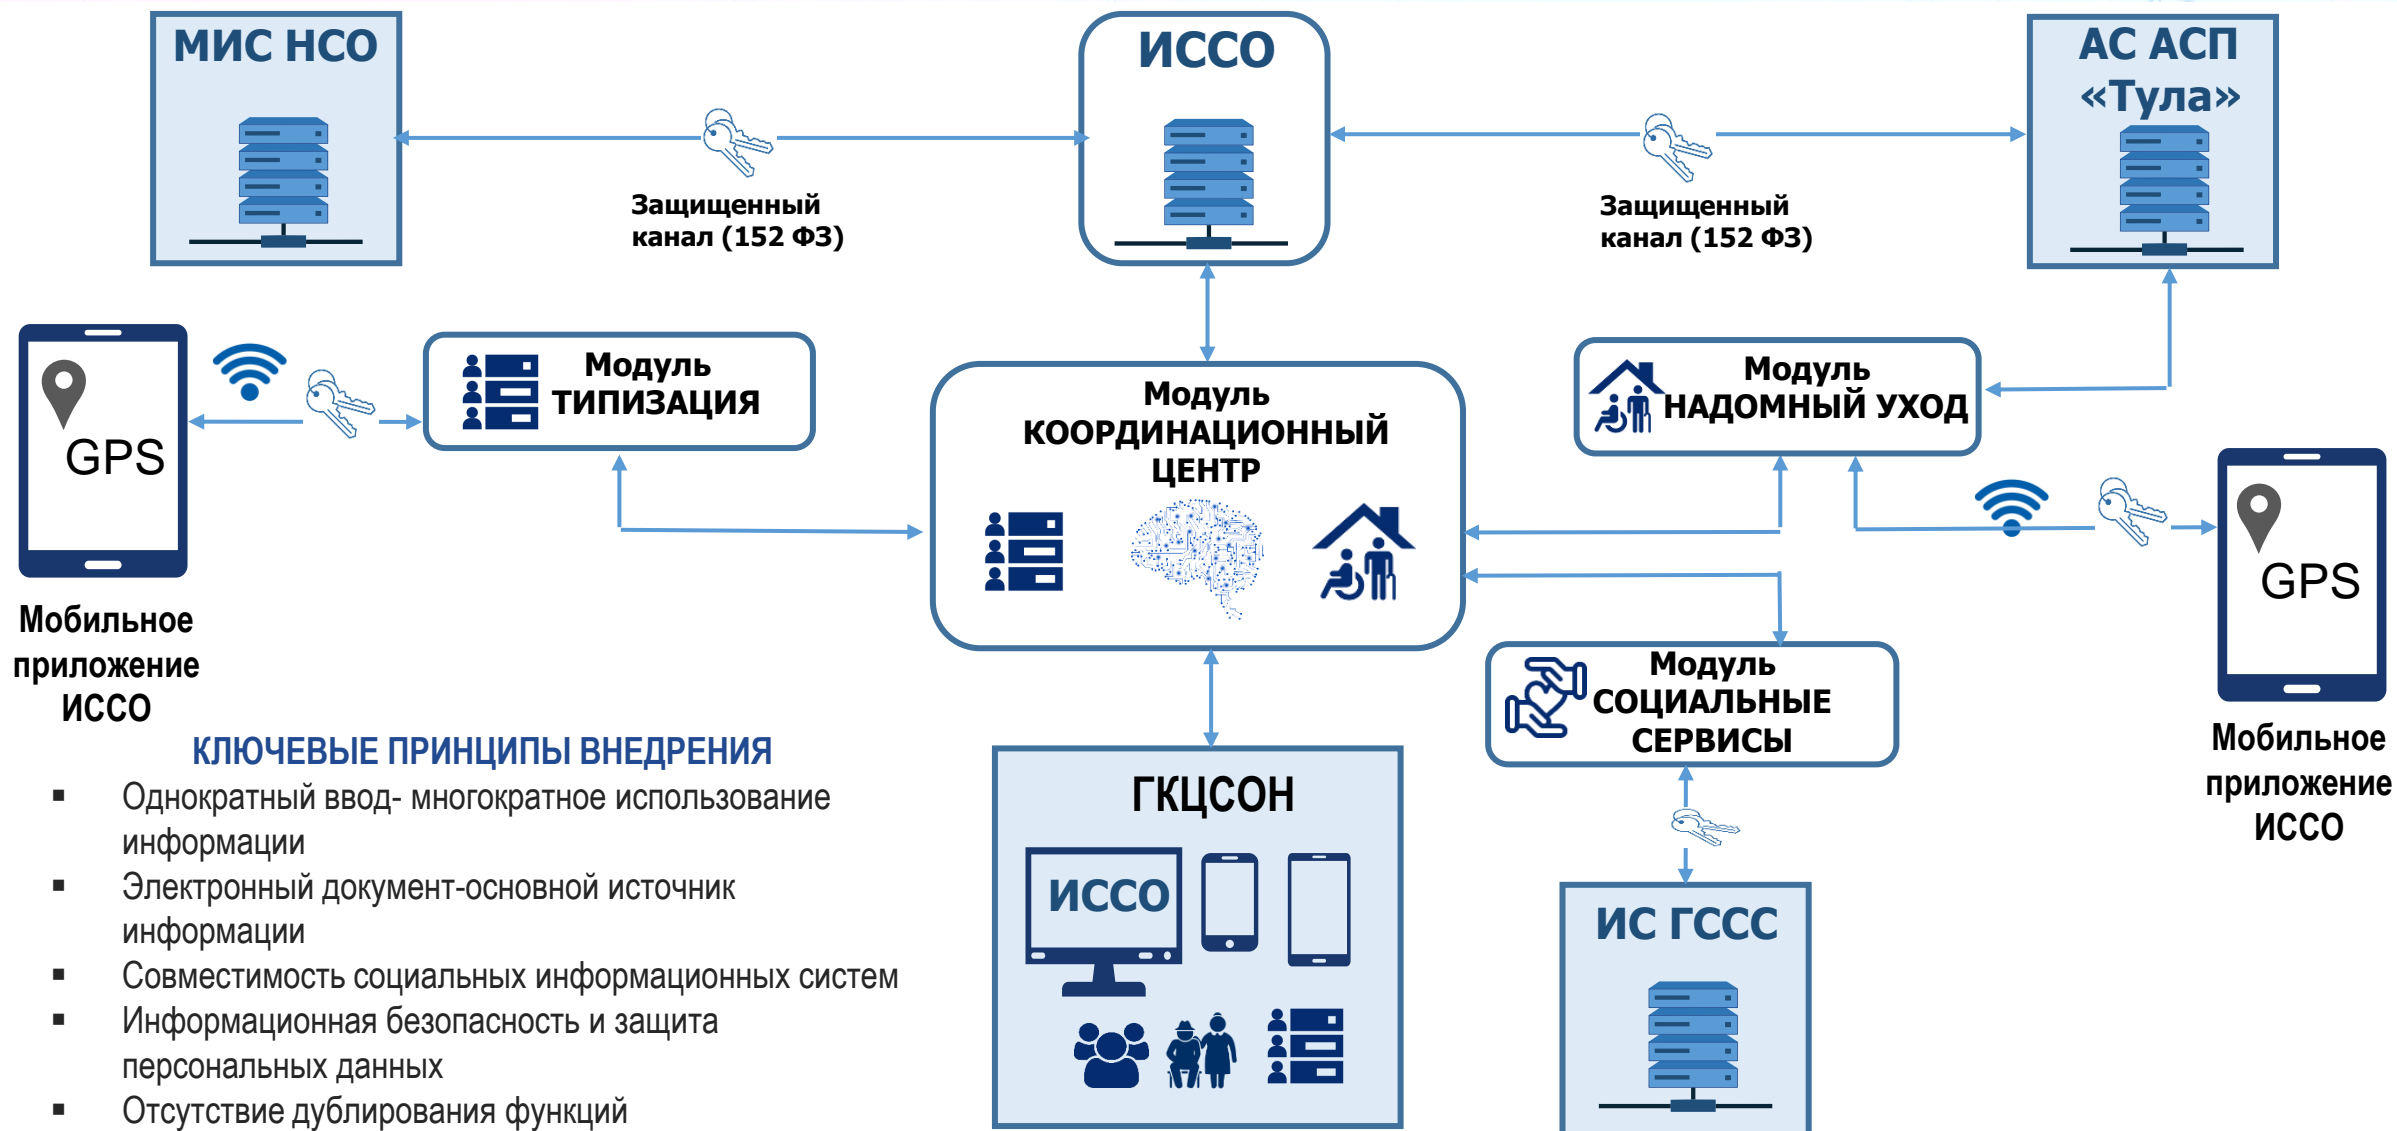 МИС НСО
ИССО
АС АСП
«Тула»
Защищенный
канал (152 ФЗ)
Защищенный
канал (152 ФЗ)
GPS
Мобильное
приложение
ИССО
Модуль
ТИПИЗАЦИЯ
Модуль
КООРДИНАЦИОННЫЙ
ЦЕНТР
Модуль
НАДОМНЫЙ УХОД
GPS
Мобильное
приложение
ИССО
Модуль
СОЦИАЛЬНЫЕ
СЕРВИСЫ
КЛЮЧЕВЫЕ ПРИНЦИПЫ ВНЕДРЕНИЯ
▪ Однократный ввод- многократное использование
информации
▪ Электронный документ-основной источник
информации
▪ Совместимость социальных информационных систем
▪ Информационная безопасность и защита
персональных данных
▪ Отсутствие дублирования функций
ГКЦСОН
ИССО
ИС ГССС